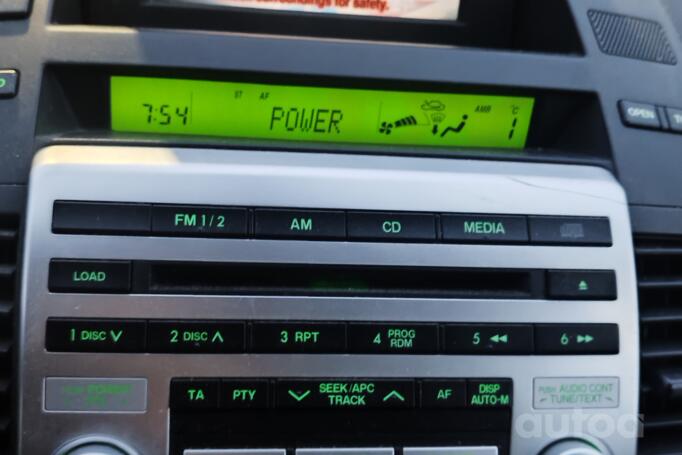 surroundings for safety.
ST AF
7:54 POWER AMB °C 1
OPEN
FM 1/2 AM CD MEDIA
LOAD
1 DISC 2 DISC 3 RPT 4 PROG RDM 5 6
PUSH POWER PUSH AUDIO CONT
TUNE/TEXT
TA PTY SEEK/APC TRACK AF DISP AUTO-M
autoa